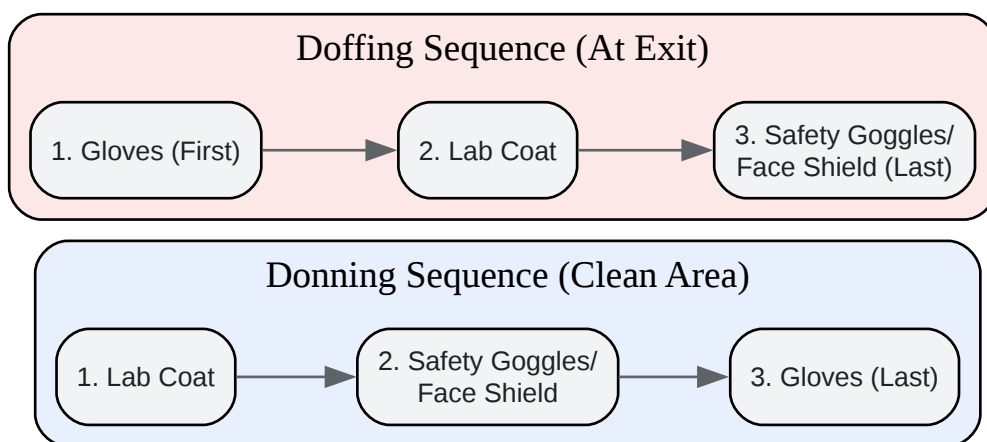 Doffing Sequence (At Exit)
1. Gloves (First)
2. Lab Coat
3. Safety Goggles/
Face Shield (Last)
Donning Sequence (Clean Area)
1. Lab Coat
2. Safety Goggles/
Face Shield
3. Gloves (Last)